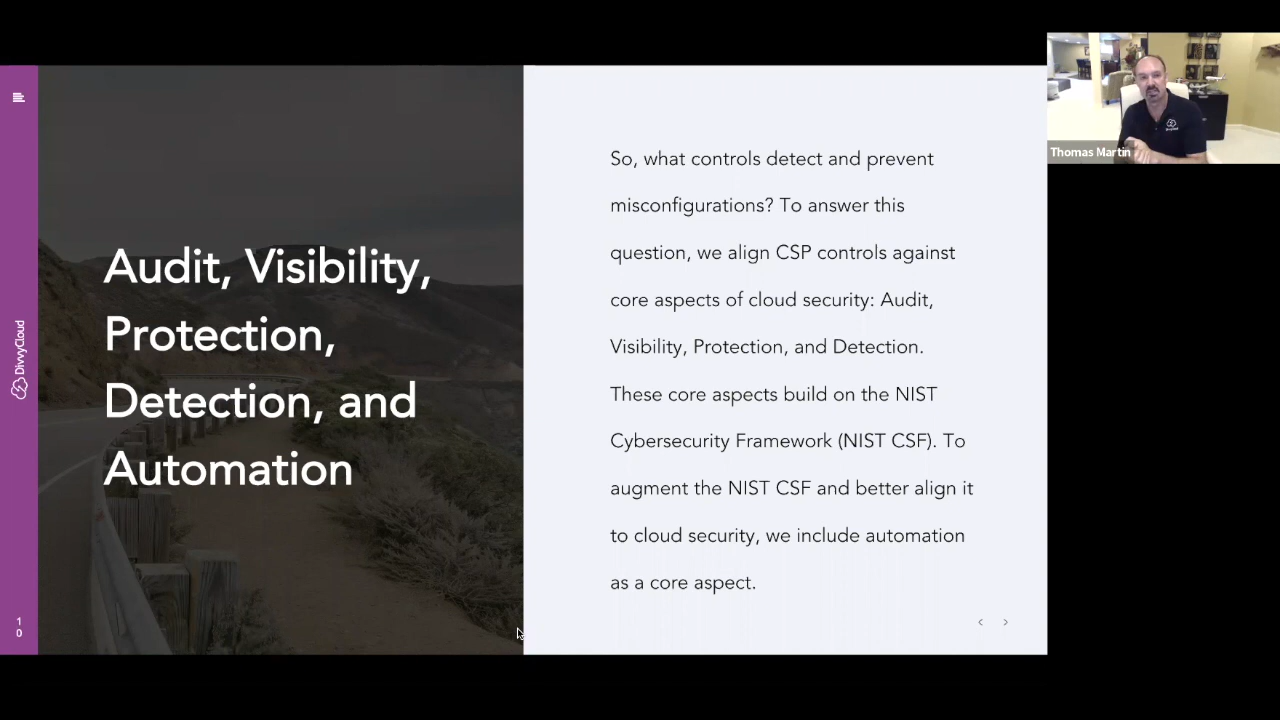 Audit, Visibility,
Protection,
Detection, and
Automation
So, what controls detect and prevent
misconfigurations? To answer this
question, we align CSP controls against
core aspects of cloud security: Audit,
Visibility, Protection, and Detection.
These core aspects build on the NIST
Cybersecurity Framework (NIST CSF). To
augment the NIST CSF and better align it
to cloud security, we include automation
as a core aspect.
DivvyCloud
1
0
Thomas Martin